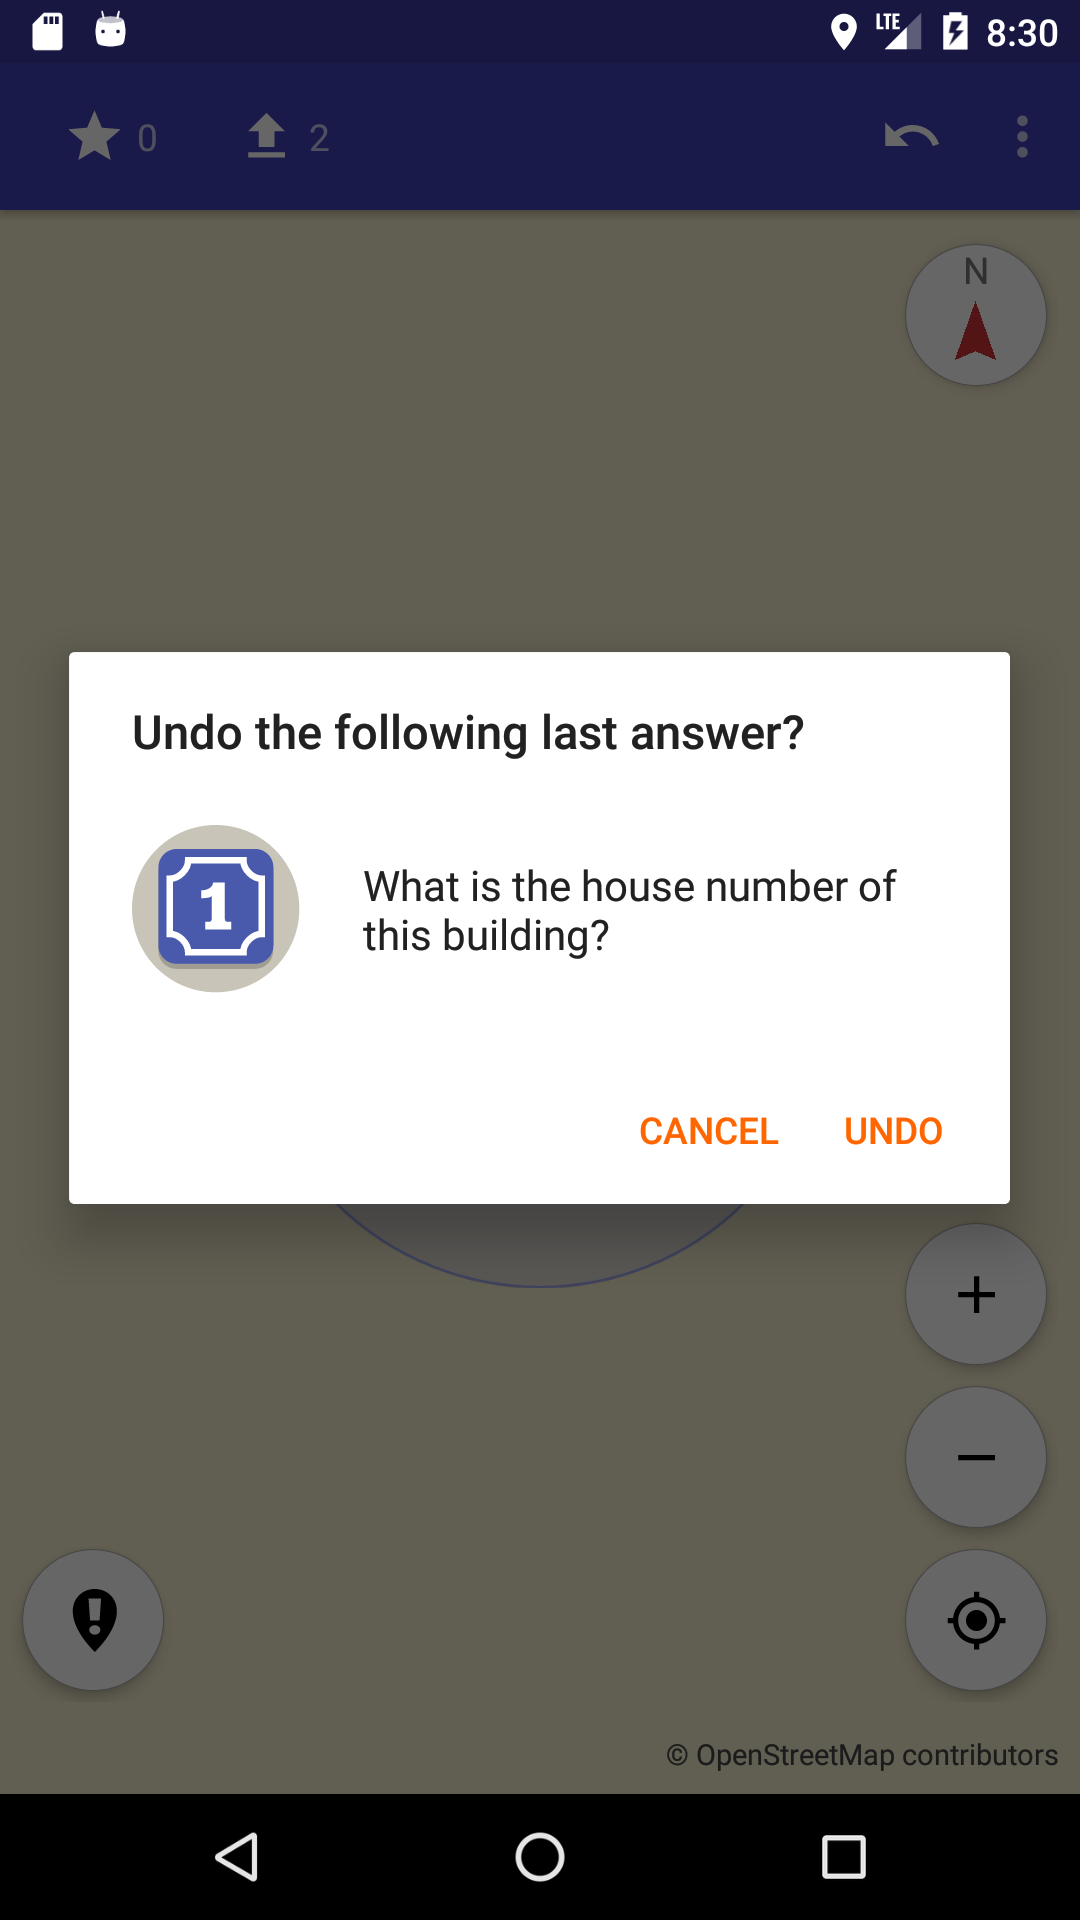 LTE 8:30
0 2
N
Undo the following last answer?
1
What is the house number of
this building?
CANCEL UNDO
© OpenStreetMap contributors